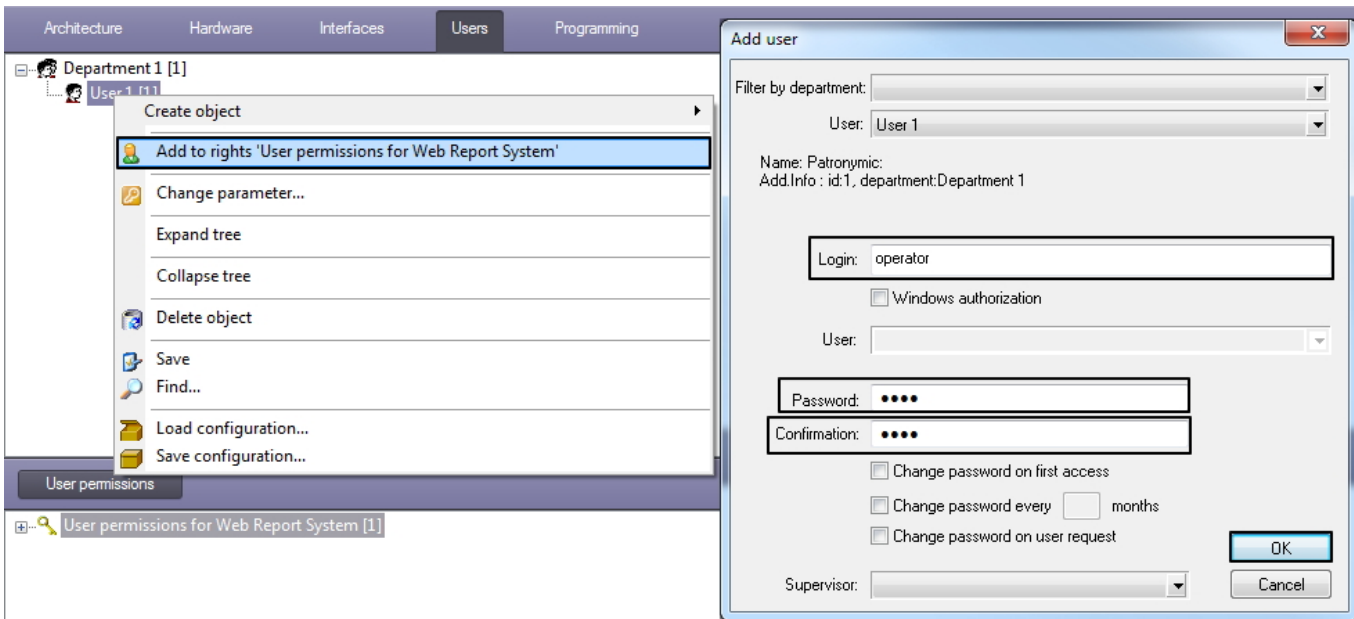 Architecture Hardware Interfaces Users Programming
Department 1 [1]
User 1 [1]
Create object
Add to rights 'User permissions for Web Report System'
Change parameter...
Expand tree
Collapse tree
Delete object
Save
Find...
Load configuration...
Save configuration...
User permissions
User permissions for Web Report System [1]
Add user
Filter by department:
User: User 1
Name: Patronymic:
Add.Info : id:1, department:Department 1
Login: operator
Windows authorization
User:
Password: ••••
Confirmation: ••••
Change password on first access
Change password every months
Change password on user request
OK
Supervisor: Cancel